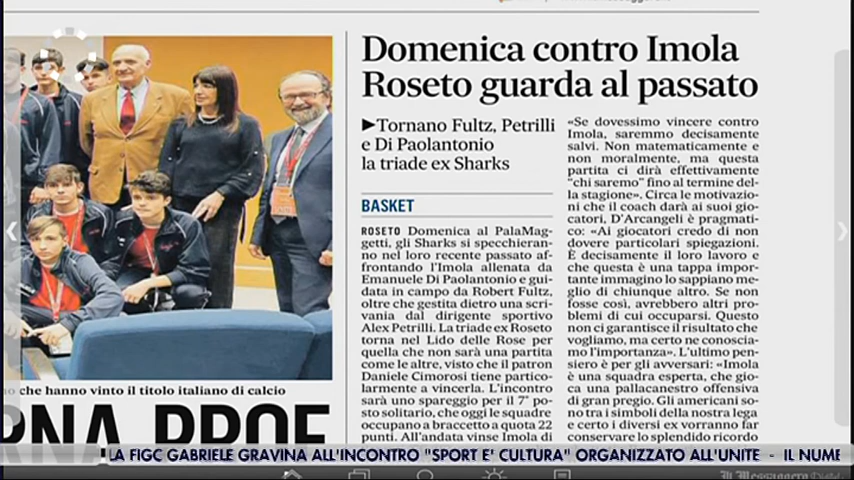 Domenica contro Imola
Roseto guarda al passato
►Tornano Fultz, Petrilli
e Di Paolantonio
la triade ex Sharks
BASKET
ROSETO Domenica al PalaMag-
getti, gli Sharks si specchieran-
no nel loro recente passato af-
frontando l'Imola allenata da
Emanuele Di Paolantonio e gui-
data in campo da Robert Fultz,
oltre che gestita dietro una scri-
vania dal dirigente sportivo
Alex Petrilli. La triade ex Roseto
torna nel Lido delle Rose per
quella che non sarà una partita
come le altre, visto che il patron
Daniele Cimorosi tiene partico-
larmente a vincerla. L'incontro
sarà uno spareggio per il 7° po-
sto solitario, che oggi le squadre
occupano a braccetto a quota 22
punti. All'andata vinse Imola di
«Se dovessimo vincere contro
Imola, saremmo decisamente
salvi. Non matematicamente e
non moralmente, ma questa
partita ci dirà effettivamente
"chi saremo" fino al termine del-
la stagione». Circa le motivazio-
ni che il coach darà ai suoi gio-
catori, D'Arcangeli è pragmati-
co: «Ai giocatori credo di non
dovere particolari spiegazioni.
È decisamente il loro lavoro e
che questa è una tappa impor-
tante immagino lo sappiano me-
glio di chiunque altro. Se non
fosse così, avrebbero altri pro-
blemi di cui occuparsi. Questo
non ci garantisce il risultato che
vogliamo, ma certo ne conoscia-
mo l'importanza». L'ultimo pen-
siero è per gli avversari: «Imola
è una squadra esperta, che gio-
ca una pallacanestro offensiva
di gran pregio. Gli americani so-
no tra i simboli della nostra lega
e certo i diversi ex vorranno far
conservare lo splendido ricordo
no che hanno vinto il titolo italiano di calcio
RNA PROF
LA FIGC GABRIELE GRAVINA ALL'INCONTRO "SPORT E' CULTURA" ORGANIZZATO ALL'UNITE - IL NUME
Il Messaggero